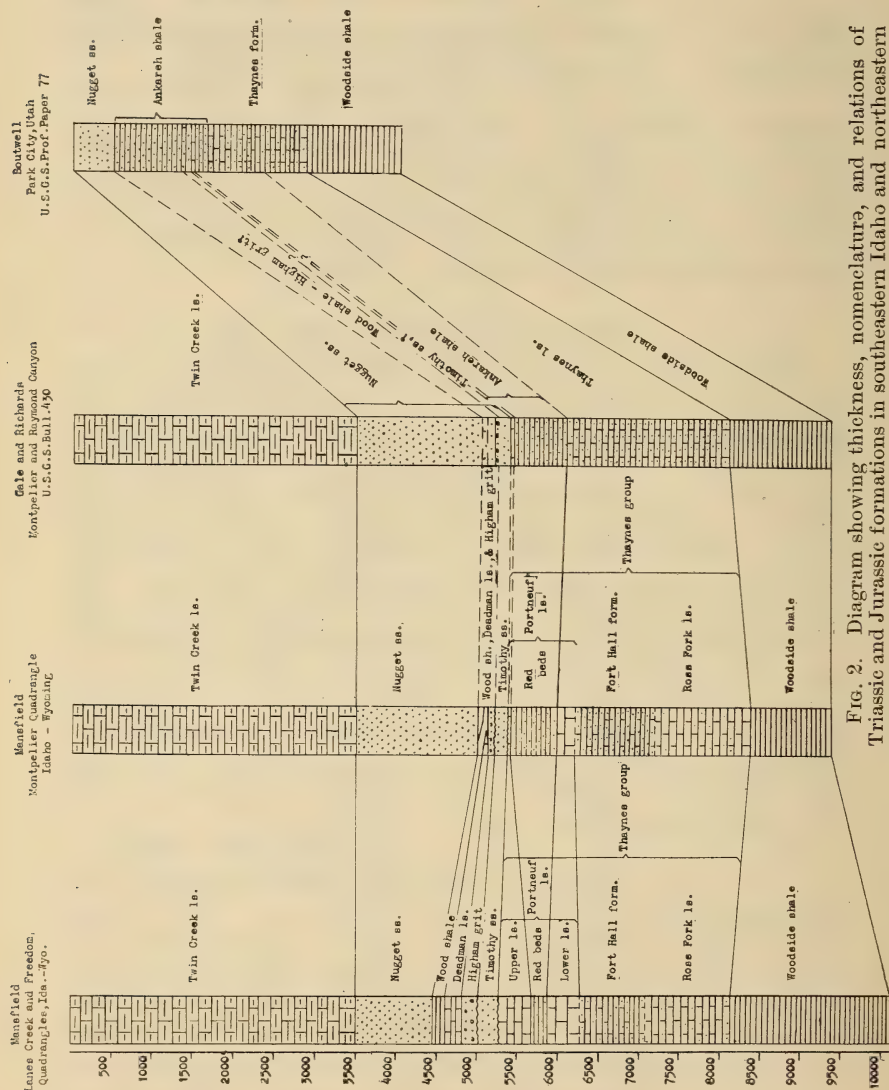 Mansfield
Lanes Creek and Freedom,
Quadrangles, Ida.-Wyo.
Mansfield
Montpelier Quadrangle
Idaho - Wyoming
Gale and Richards
Montpelier and Raymond Canyon
U.S.G.S.Bull.430
Boutwell
Park City, Utah
U.S.G.S.Prof.Paper 77
500
1000
1500
2000
2500
3000
3500
4000
4500
5000
5500
6000
6500
7000
7500
8000
8500
9000
9500
10000
Twin Creek ls.
Nugget ss.
Wood shale
Deadman ls.
Higham grit
Timothy ss.
Upper ls.
Red beds
Lower ls.
Portneuf
ls.
Fort Hall form.
Ross Fork ls.
Thaynes group
Woodside shale
Twin Creek ls.
Nugget ss.
Wood sh., Deadman ls., & Higham grit
Timothy ss.
Red
beds
Portneuf
ls.
Fort Hall form.
Ross Fork ls.
Thaynes group
Woodside shale
Twin Creek ls.
Nugget ss.
Wood shale - Higham grit?
Timothy ss.?
Ankareh shale
Thaynes ls.
Woodside shale
Nugget ss.
Ankareh shale
Thaynes form.
Woodside shale
FIG. 2. Diagram showing thickness, nomenclature, and relations of
Triassic and Jurassic formations in southeastern Idaho and northeastern